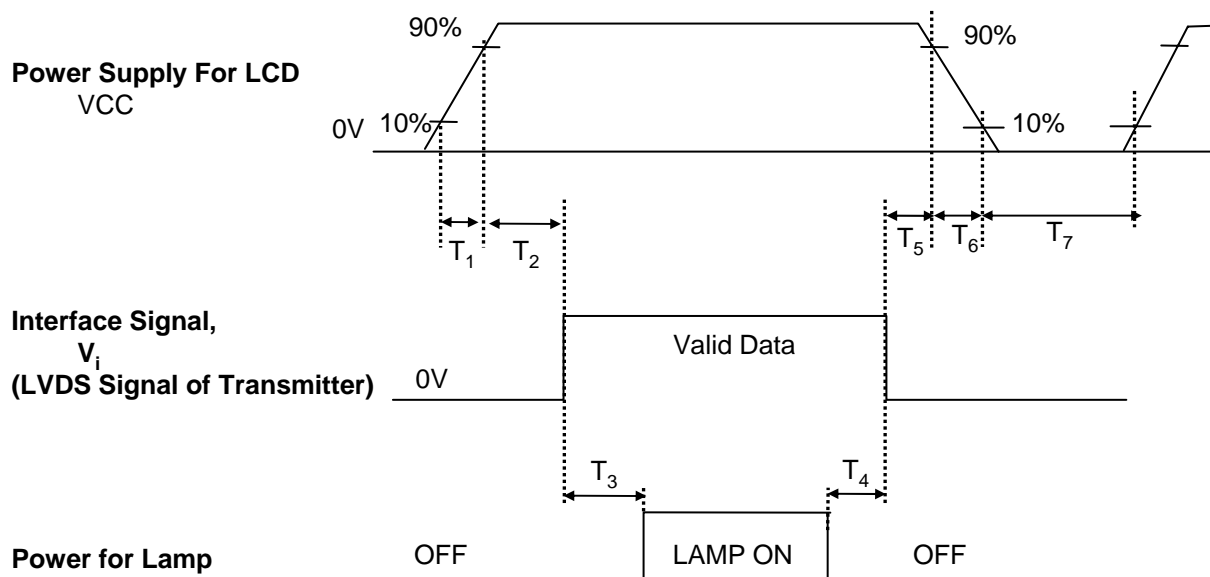 90%
90%
Power Supply For LCD
VCC
0V
10%
10%
T1
T2
T5
T6
T7
Interface Signal,
Vi
(LVDS Signal of Transmitter)
Valid Data
0V
T3
T4
Power for Lamp
OFF
LAMP ON
OFF